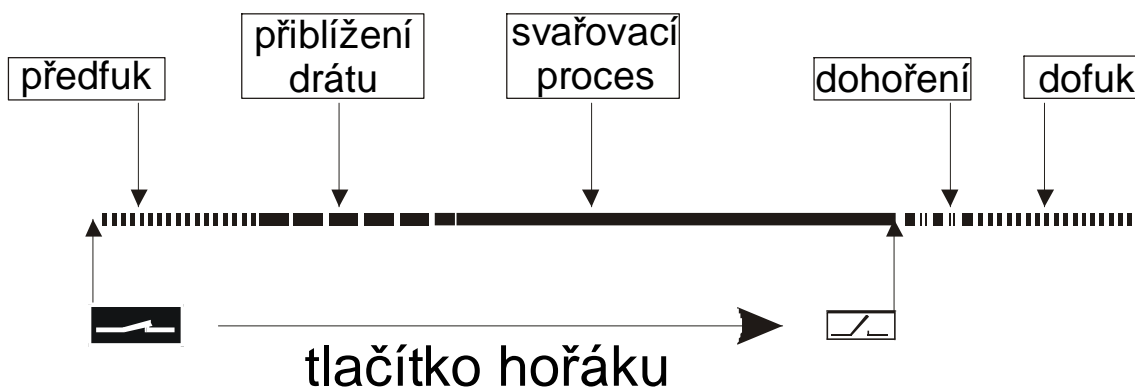 předfuk
přiblížení
drátu
svařovací
proces
dohoření
dofuk
tlačítko hořáku